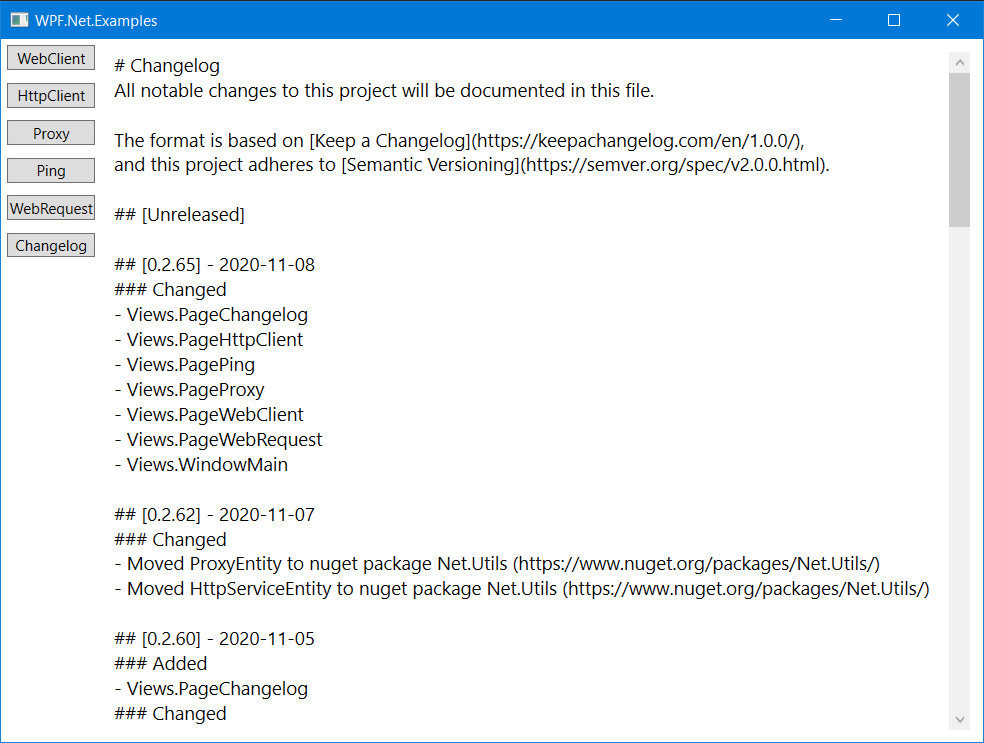 WPF.Net.Examples
WebClient
HttpClient
Proxy
Ping
WebRequest
Changelog
# Changelog
All notable changes to this project will be documented in this file.
The format is based on [Keep a Changelog](https://keepachangelog.com/en/1.0.0/),
and this project adheres to [Semantic Versioning](https://semver.org/spec/v2.0.0.html).
## [Unreleased]
## [0.2.65] - 2020-11-08
### Changed
- Views.PageChangelog
- Views.PageHttpClient
- Views.PagePing
- Views.PageProxy
- Views.PageWebClient
- Views.PageWebRequest
- Views.WindowMain
## [0.2.62] - 2020-11-07
### Changed
- Moved ProxyEntity to nuget package Net.Utils (https://www.nuget.org/packages/Net.Utils/)
- Moved HttpServiceEntity to nuget package Net.Utils (https://www.nuget.org/packages/Net.Utils/)
## [0.2.60] - 2020-11-05
### Added
- Views.PageChangelog
### Changed